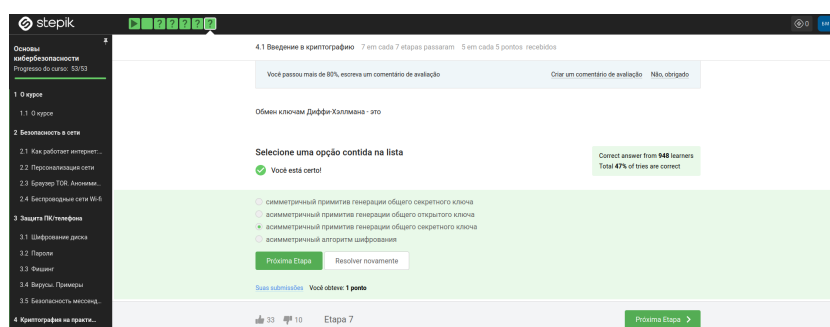 stepik
0
Основы
кибербезопасности
Progresso do curso: 53/53
1 О курсе
1.1 О курсе
2 Безопасность в сети
2.1 Как работает интернет:...
2.2 Персонализация сети
2.3 Браузер TOR. Анонимн...
2.4 Беспроводные сети Wi-fi
3 Защита ПК/телефона
3.1 Шифрование диска
3.2 Пароли
3.3 Фишинг
3.4 Вирусы. Примеры
3.5 Безопасность мессенд...
4 Криптография на практи...
4.1 Введение в криптографию 7 em cada 7 etapas passaram 5 em cada 5 pontos recebidos
Você passou mais de 80%, escreva um comentário de avaliação
Criar um comentário de avaliação Não, obrigado
Обмен ключам Диффи-Хэллмана - это
Selecione uma opção contida na lista
Você está certo!
Correct answer from 948 learners
Total 47% of tries are correct
симметричный примитив генерации общего секретного ключа
асимметричный примитив генерации общего открытого ключа
асимметричный примитив генерации общего секретного ключа
асимметричный алгоритм шифрования
Próxima Etapa Resolver novamente
Suas submissões Você obteve: 1 ponto
33 10 Etapa 7 Próxima Etapa